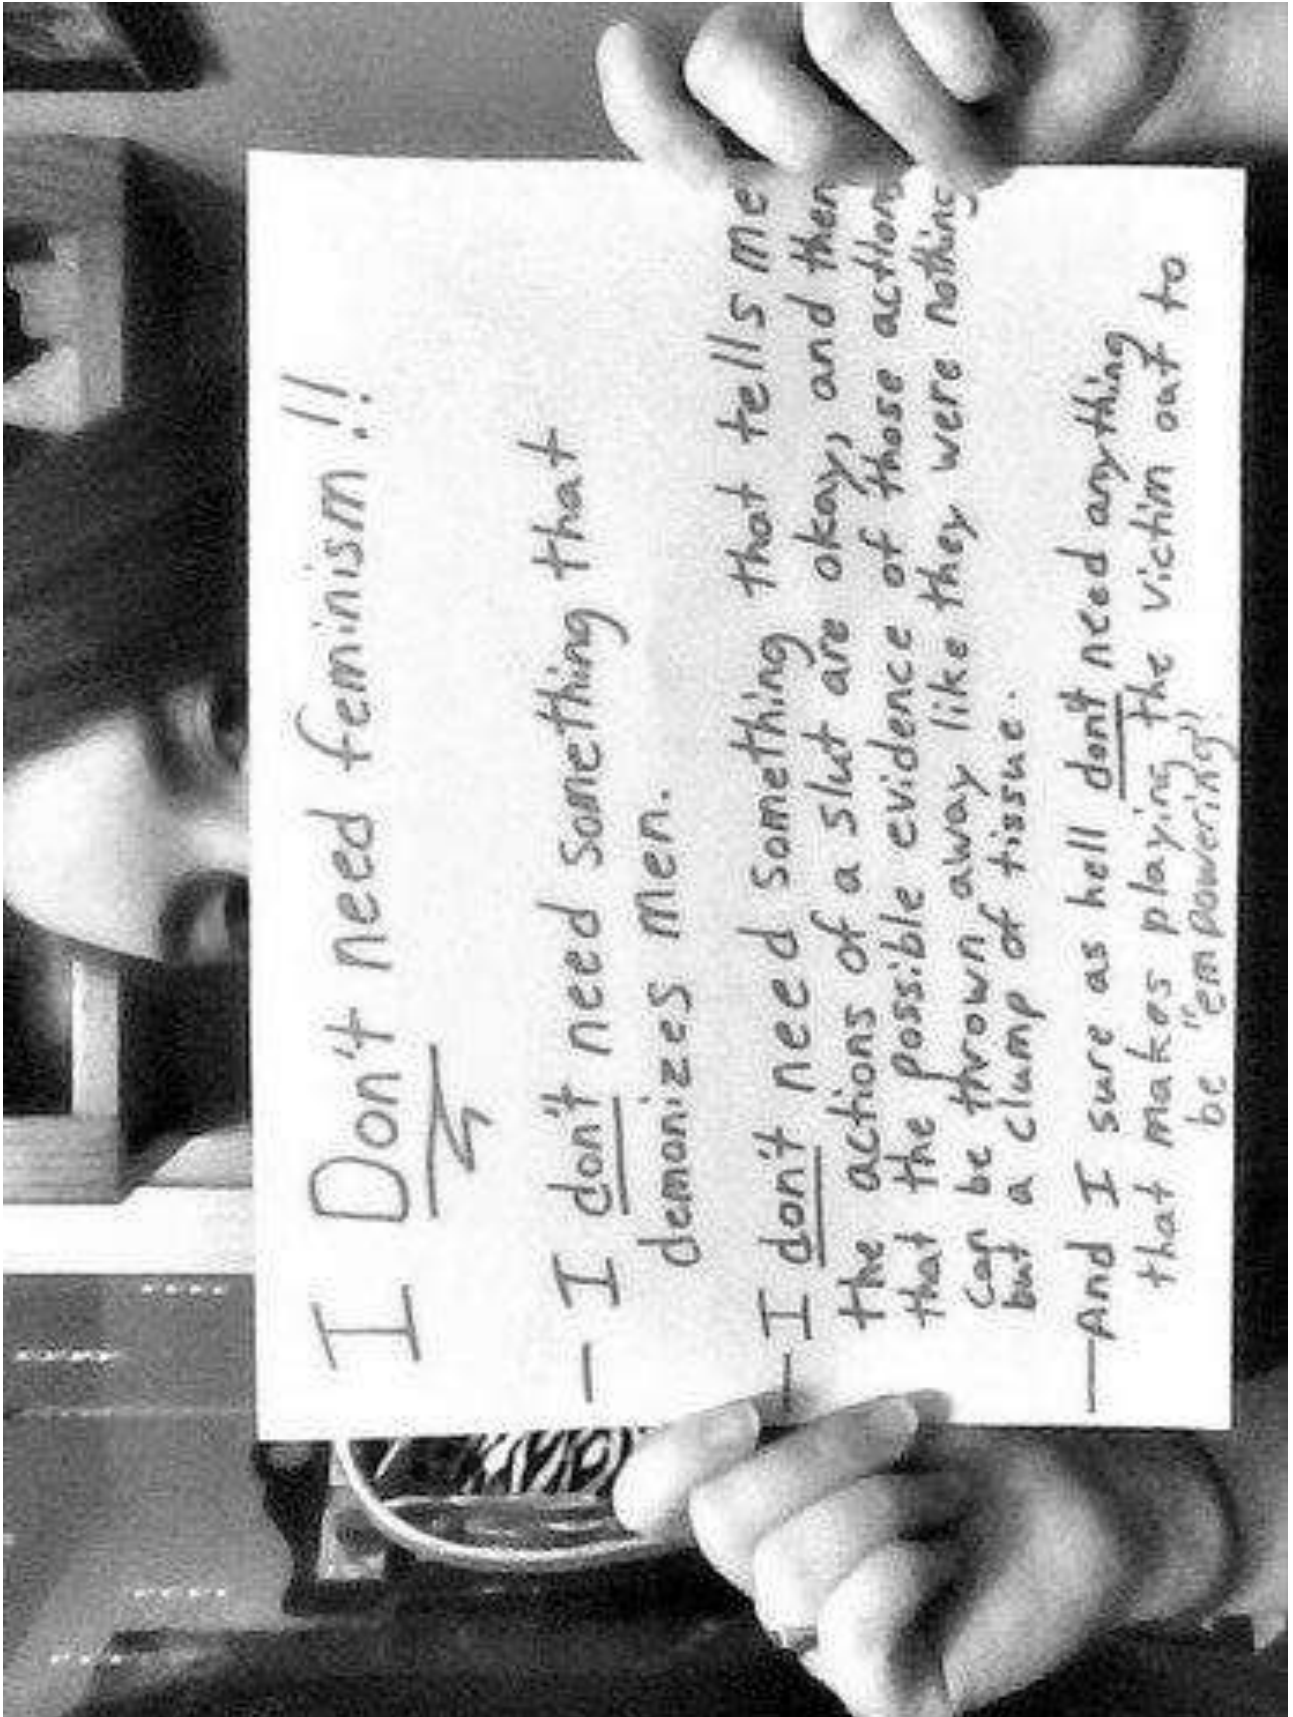 I Don't need feminism!!
— I don't need something that
demonizes men.
— I don't need something that tells me
the actions of a slut are okay, and then
that the possible evidence of those action
can be thrown away like they were nothing
but a clump of tissue.
— And I sure as hell don't need anything
that makes playing the victim out to
be "empowering"